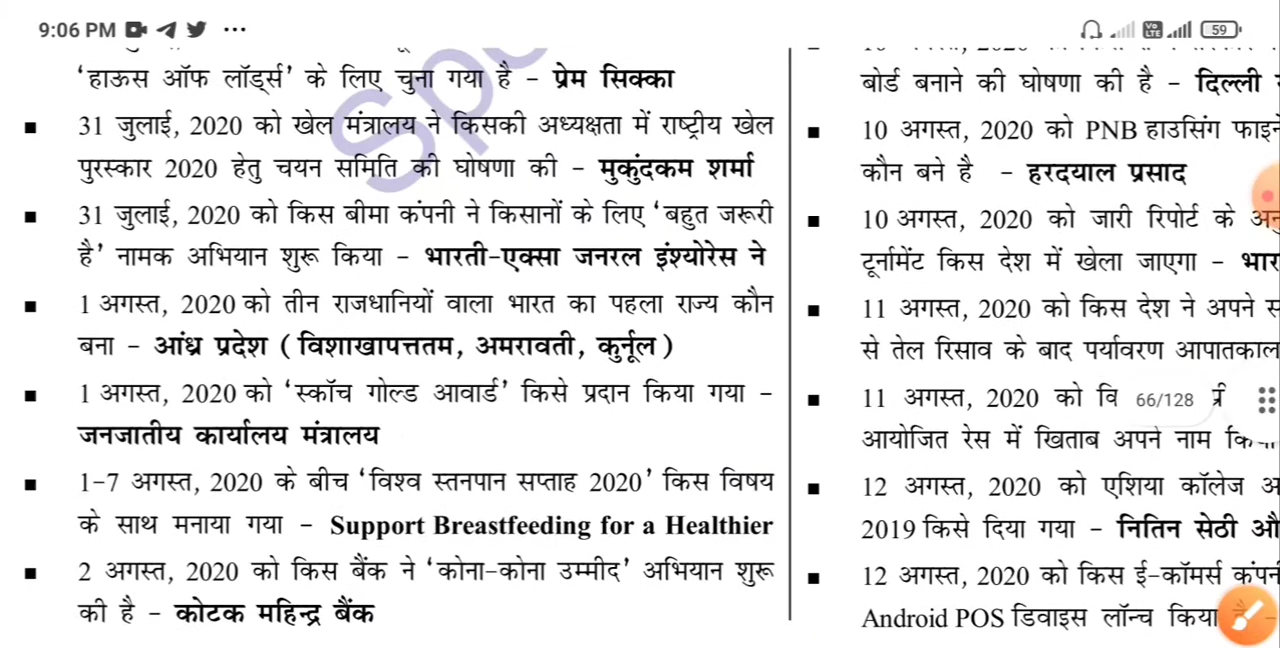 9:06 PM
59
‘हाऊस ऑफ लॉर्ड्स’ के लिए चुना गया है – प्रेम सिक्का
31 जुलाई, 2020 को खेल मंत्रालय ने किसकी अध्यक्षता में राष्ट्रीय खेल
पुरस्कार 2020 हेतु चयन समिति की घोषणा की – मुकुंदकम शर्मा
31 जुलाई, 2020 को किस बीमा कंपनी ने किसानों के लिए ‘बहुत जरूरी
है’ नामक अभियान शुरू किया – भारती-एक्सा जनरल इंश्योरेस ने
1 अगस्त, 2020 को तीन राजधानियों वाला भारत का पहला राज्य कौन
बना – आंध्र प्रदेश (विशाखापत्ततम, अमरावती, कुर्नूल)
1 अगस्त, 2020 को ‘स्कॉच गोल्ड आवार्ड’ किसे प्रदान किया गया –
जनजातीय कार्यालय मंत्रालय
1-7 अगस्त, 2020 के बीच ‘विश्व स्तनपान सप्ताह 2020’ किस विषय
के साथ मनाया गया – Support Breastfeeding for a Healthier
2 अगस्त, 2020 को किस बैंक ने ‘कोना-कोना उम्मीद’ अभियान शुरू
की है – कोटक महिन्द्र बैंक
बोर्ड बनाने की घोषणा की है – दिल्ली
10 अगस्त, 2020 को PNB हाउसिंग
कौन बने है – हरदयाल प्रसाद
10 अगस्त, 2020 को जारी रिपोर्ट के
टूर्नामेंट किस देश में खेला जाएगा –
11 अगस्त, 2020 को किस देश ने अपने
से तेल रिसाव के बाद पर्यावरण आपातकाल
11 अगस्त, 2020 को
66/128
आयोजित रेस में खिताब अपने नाम
12 अगस्त, 2020 को एशिया कॉलेज
2019 किसे दिया गया – नितिन सेठी
12 अगस्त, 2020 को किस ई-कॉमर्स
Android POS डिवाइस लॉन्च किया